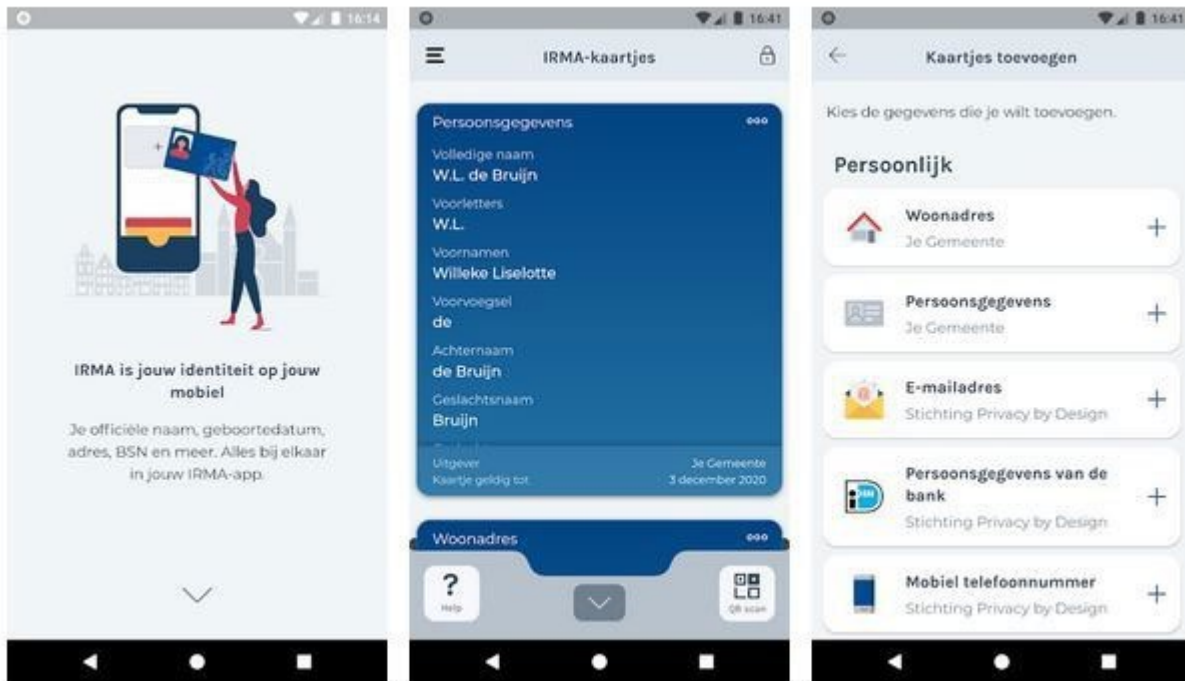 16:14
IRMA is jouw identiteit op jouw
mobiel
Je officiële naam, geboortedatum,
adres, BSN en meer. Alles bij elkaar
in jouw IRMA-app.
16:41
IRMA-kaartjes
Persoonsgegevens
Volledige naam
W.L. de Bruijn
Voorletters
W.L.
Voornamen
Willeke Liselotte
Voorvoegsel
de
Achternaam
de Bruijn
Geslachtsnaam
Bruijn
Uitgever Je Gemeente
Kaartje geldig tot 3 december 2020
Woonadres
?
Help
QR scan
16:41
Kaartjes toevoegen
Kies de gegevens die je wilt toevoegen.
Persoonlijk
Woonadres
Je Gemeente
Persoonsgegevens
Je Gemeente
E-mailadres
Stichting Privacy by Design
Persoonsgegevens van de
bank
Stichting Privacy by Design
Mobiel telefoonnummer
Stichting Privacy by Design